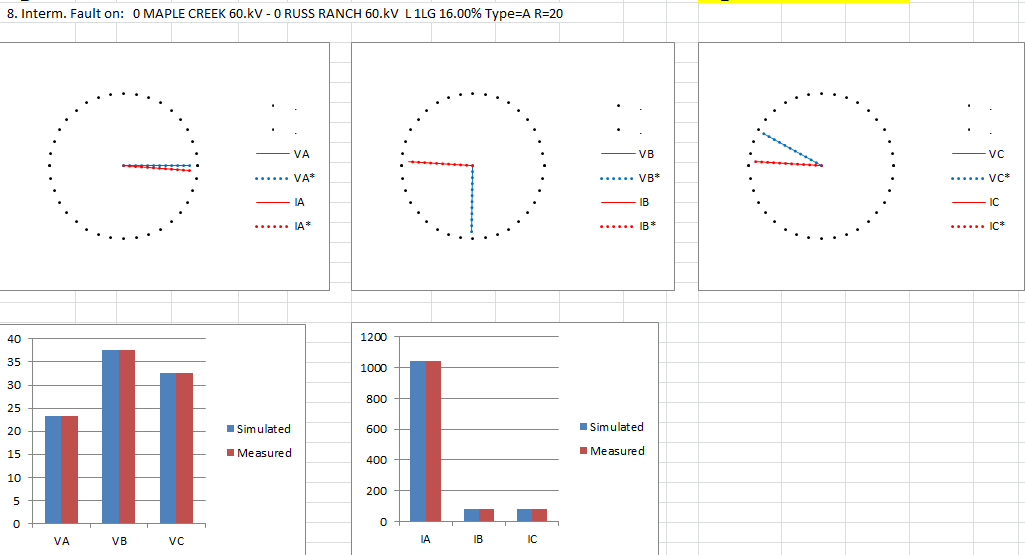 8. Interm. Fault on:  0 MAPLE CREEK 60.kV - 0 RUSS RANCH 60.kV  L 1LG 16.00% Type=A R=20
VA
VA*
IA
IA*
VB
VB*
IB
IB*
VC
VC*
IC
IC*
40
35
30
25
20
15
10
5
0
VA VB VC
Simulated
Measured
1200
1000
800
600
400
200
0
IA IB IC
Simulated
Measured